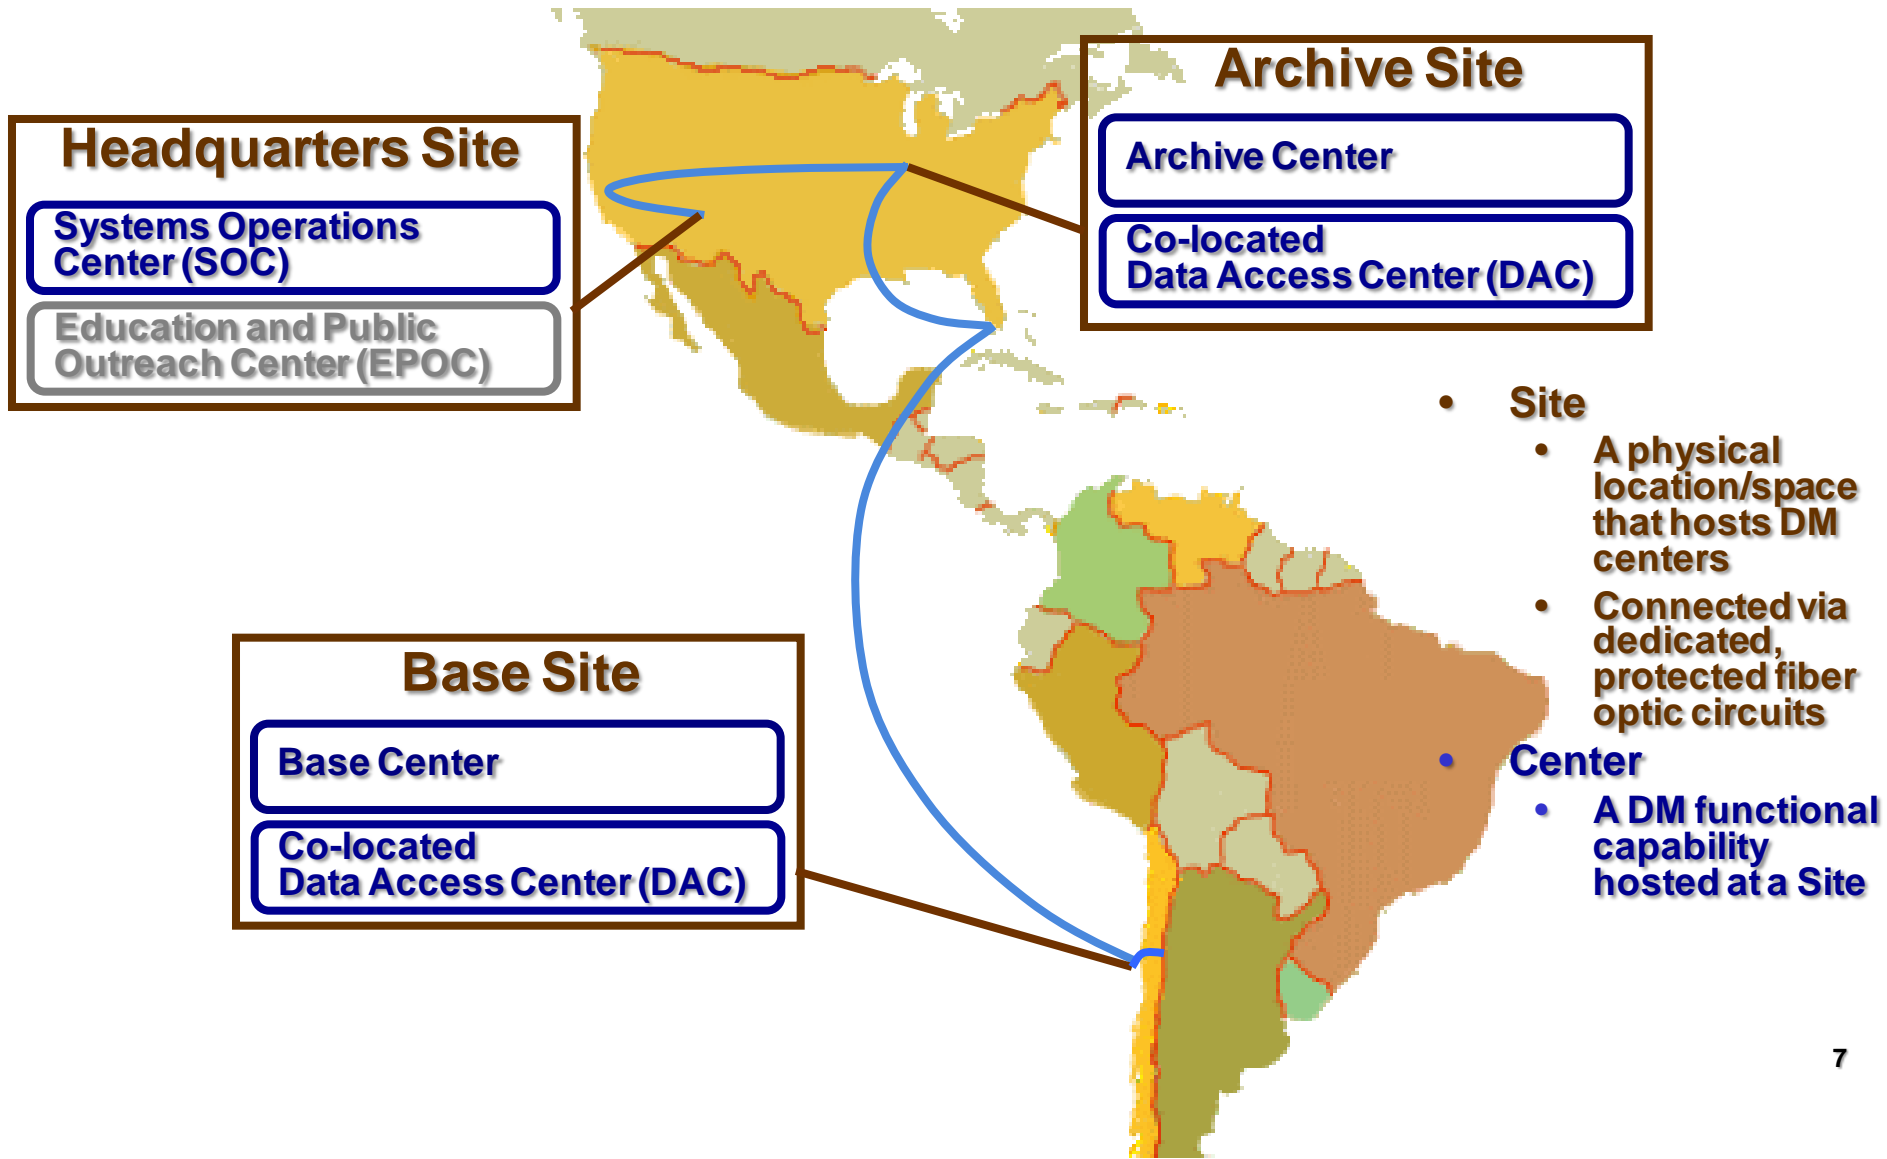 Archive Site
Archive Center
Co-located
Data Access Center (DAC)
Headquarters Site
Systems Operations
Center (SOC)
Education and Public
Outreach Center (EPOC)
• Site
• A physical
location/space
that hosts DM
centers
• Connected via
dedicated,
protected fiber
optic circuits
• Center
• A DM functional
capability
hosted at a Site
Base Site
Base Center
Co-located
Data Access Center (DAC)
7